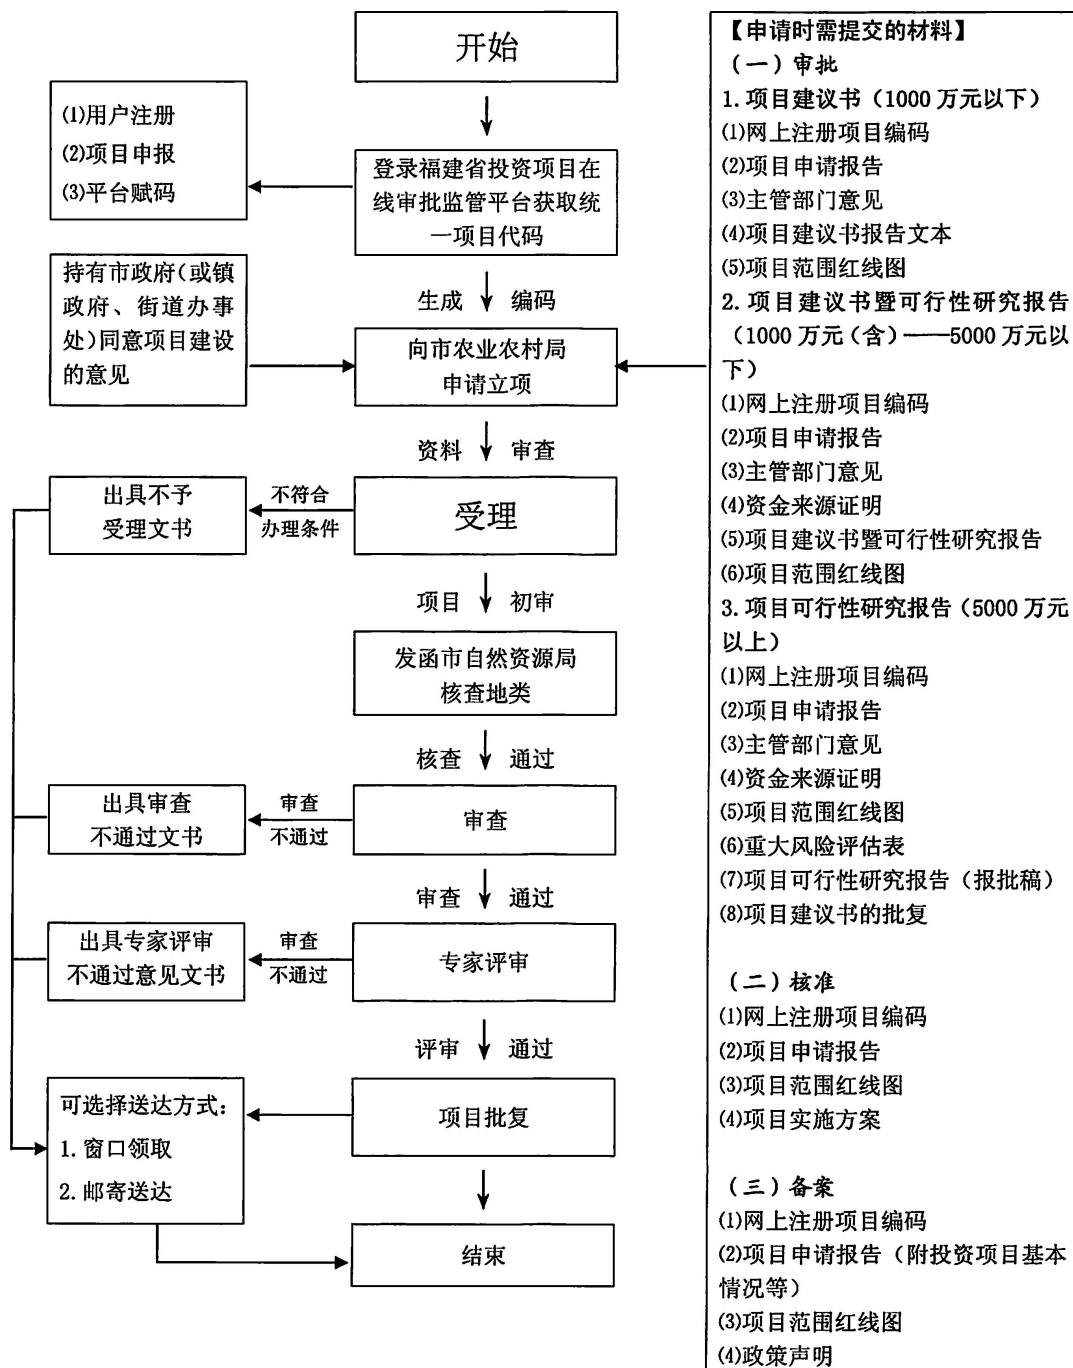 开始
(1)用户注册
(2)项目申报
(3)平台赋码
登录福建省投资项目在
线审批监管平台获取统
一项目代码
持有市政府(或镇
政府、街道办事
处)同意项目建设
的意见
生成 编码
向市农业农村局
申请立项
资料 审查
出具不予
受理文书
不符合
办理条件
受理
项目 初审
发函市自然资源局
核查地类
核查 通过
出具审查
不通过文书
审查
不通过
审查
审查 通过
出具专家评审
不通过意见文书
审查
不通过
专家评审
评审 通过
可选择送达方式：
1. 窗口领取
2. 邮寄送达
项目批复
结束
【申请时需提交的材料】
（一）审批
1.项目建议书（1000万元以下）
(1)网上注册项目编码
(2)项目申请报告
(3)主管部门意见
(4)项目建议书报告文本
(5)项目范围红线图
2.项目建议书暨可行性研究报告
（1000万元(含)——5000万元以
下）
(1)网上注册项目编码
(2)项目申请报告
(3)主管部门意见
(4)资金来源证明
(5)项目建议书暨可行性研究报告
(6)项目范围红线图
3.项目可行性研究报告（5000万元
以上）
(1)网上注册项目编码
(2)项目申请报告
(3)主管部门意见
(4)资金来源证明
(5)项目范围红线图
(6)重大风险评估表
(7)项目可行性研究报告（报批稿）
(8)项目建议书的批复
（二）核准
(1)网上注册项目编码
(2)项目申请报告
(3)项目范围红线图
(4)项目实施方案
（三）备案
(1)网上注册项目编码
(2)项目申请报告（附投资项目基本
情况等）
(3)项目范围红线图
(4)政策声明